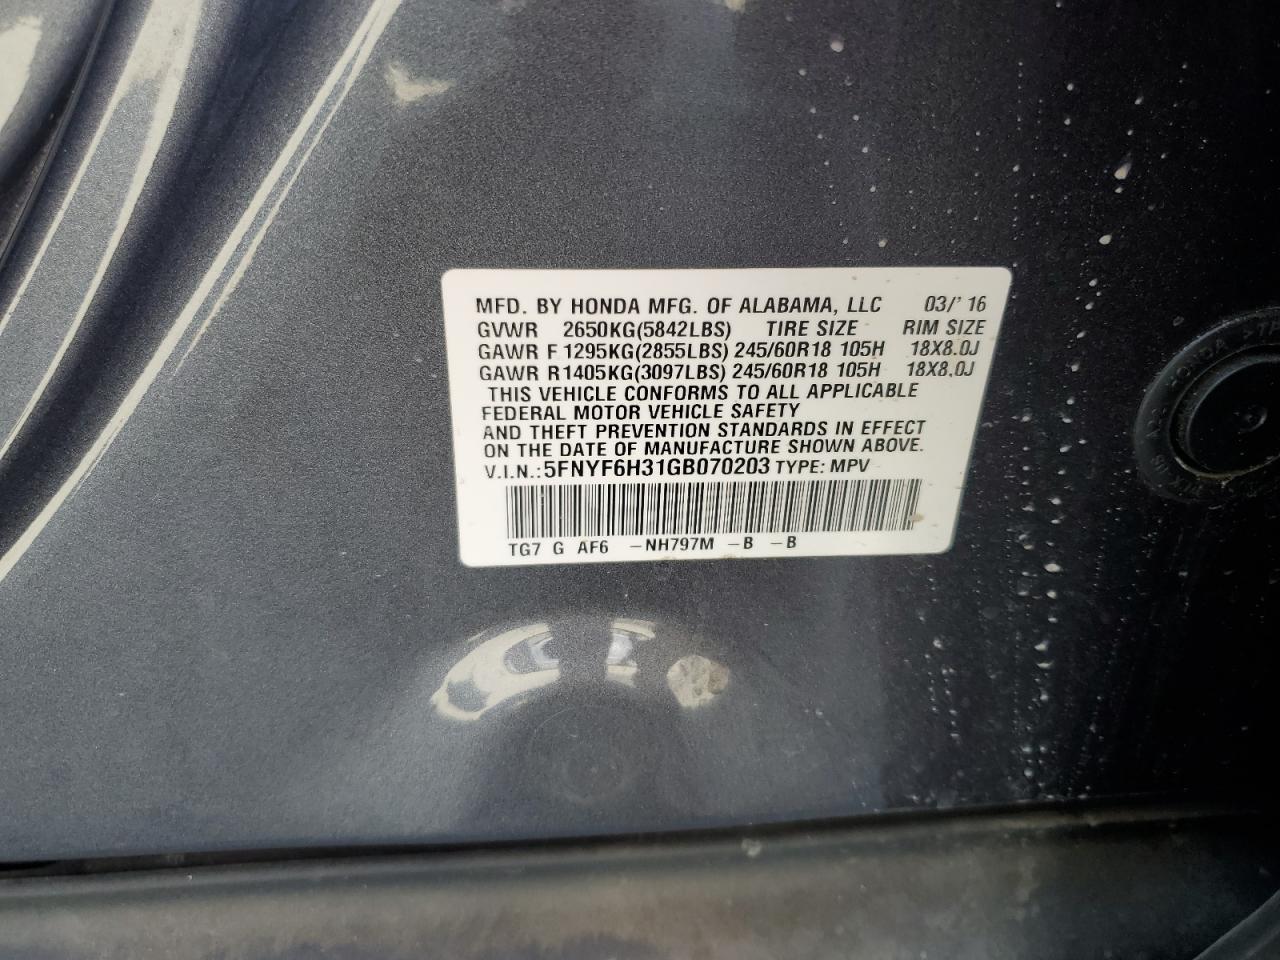 MFD. BY HONDA MFG. OF ALABAMA, LLC 03/'16
GVWR 2650KG(5842LBS) TIRE SIZE RIM SIZE
GAWR F 1295KG(2855LBS) 245/60R18 105H 18X8.0J
GAWR R1405KG(3097LBS) 245/60R18 105H 18X8.0J
THIS VEHICLE CONFORMS TO ALL APPLICABLE
FEDERAL MOTOR VEHICLE SAFETY
AND THEFT PREVENTION STANDARDS IN EFFECT
ON THE DATE OF MANUFACTURE SHOWN ABOVE.
V.I.N.: 5FNYF6H31GB070203 TYPE: MPV
TG7 G AF6 -NH797M -B -B
HONDA